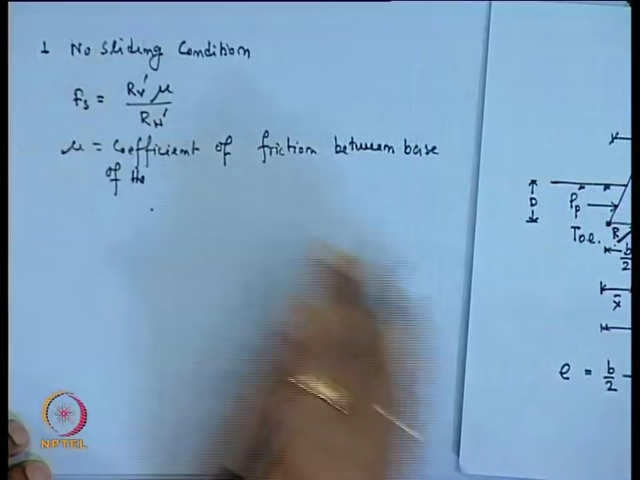 1 No sliding Condition
Fs = Rv' μ / RH'
μ = Coefficient of friction between base
of the
D
Pp
Toe.
R
b/2
x̄
e = b/2 -
NPTEL